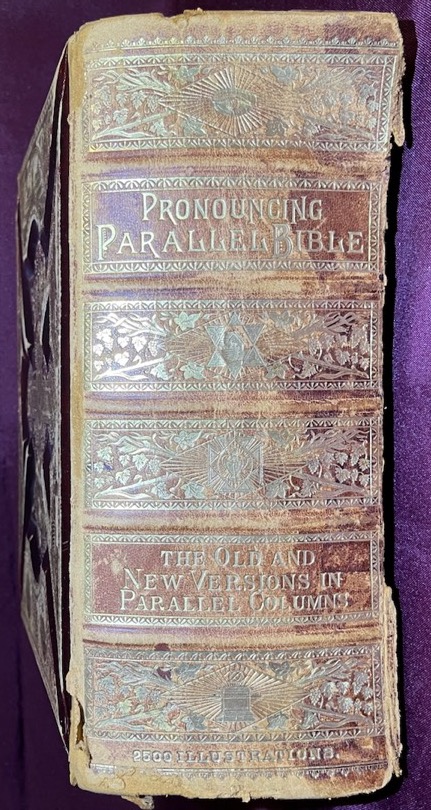 PRONOUNCING
PARALLEL BIBLE
THE OLD AND
NEW VERSIONS IN
PARALLEL COLUMNS
2500 ILLUSTRATIONS.